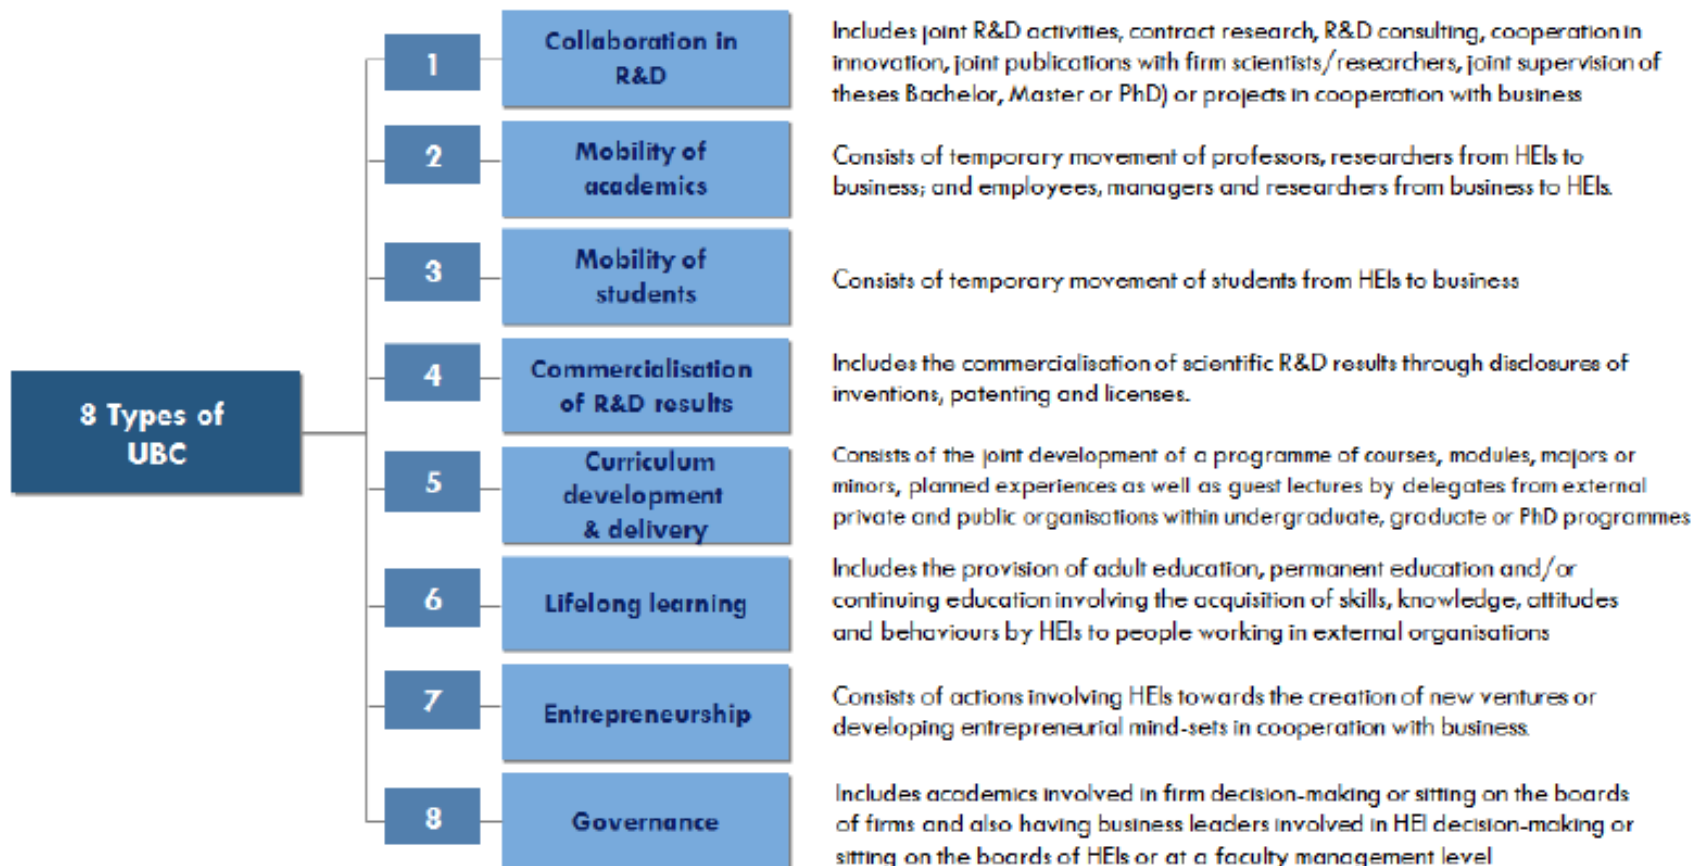 8 Types of
UBC
1
Collaboration in
R&D
Includes joint R&D activities, contract research, R&D consulting, cooperation in
innovation, joint publications with firm scientists/researchers, joint supervision of
theses Bachelor, Master or PhD) or projects in cooperation with business
2
Mobility of
academics
Consists of temporary movement of professors, researchers from HEIs to
business; and employees, managers and researchers from business to HEIs.
3
Mobility of
students
Consists of temporary movement of students from HEIs to business
4
Commercialisation
of R&D results
Includes the commercialisation of scientific R&D results through disclosures of
inventions, patenting and licenses.
5
Curriculum
development
& delivery
Consists of the joint development of a programme of courses, modules, majors or
minors, planned experiences as well as guest lectures by delegates from external
private and public organisations within undergraduate, graduate or PhD programmes
6
Lifelong learning
Includes the provision of adult education, permanent education and/or
continuing education involving the acquisition of skills, knowledge, attitudes
and behaviours by HEIs to people working in external organisations
7
Entrepreneurship
Consists of actions involving HEIs towards the creation of new ventures or
developing entrepreneurial mind-sets in cooperation with business.
8
Governance
Includes academics involved in firm decision-making or sitting on the boards
of firms and also having business leaders involved in HEI decision-making or
sitting on the boards of HEIs or at a faculty management level